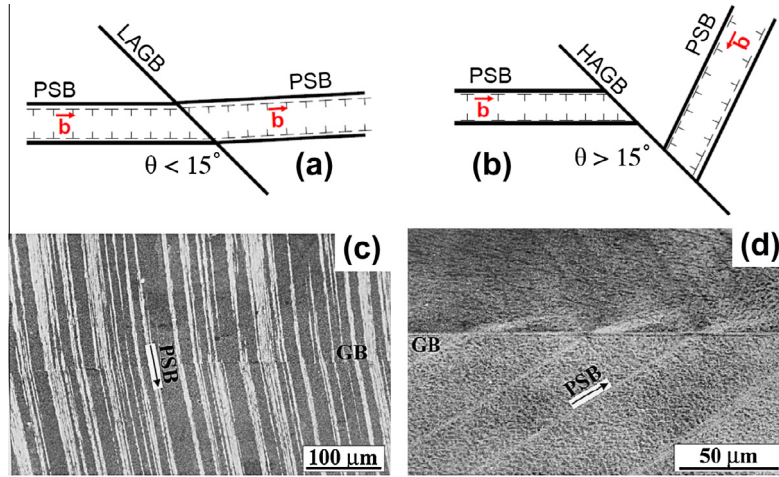 LAGB
PSB
PSB
b
b
θ < 15°
(a)
PSB
HAGB
PSB
b
b
θ > 15°
(b)
(c)
GB
PSB
100 μm
(d)
GB
PSB
50 μm